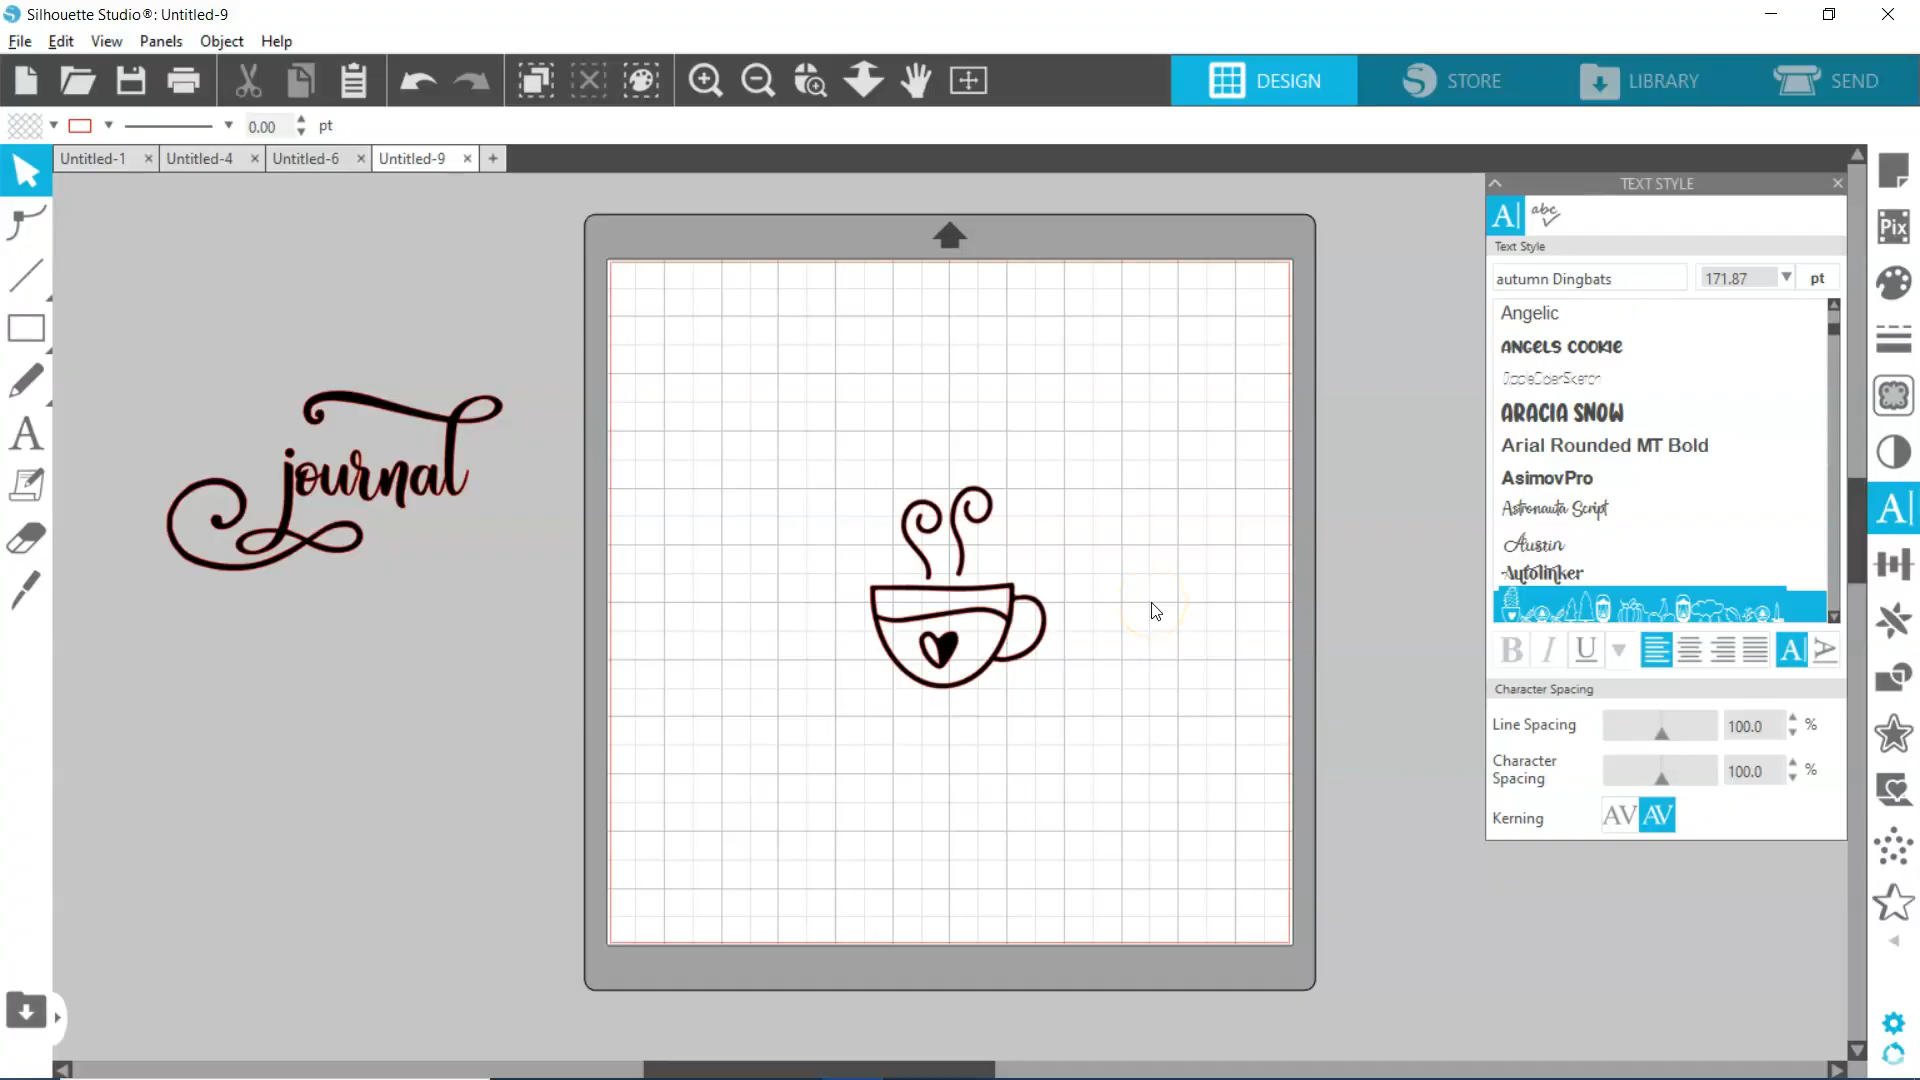 Silhouette Studio®: Untitled-9
File Edit View Panels Object Help
DESIGN STORE LIBRARY SEND
0.00 pt
Untitled-1 Untitled-4 Untitled-6 Untitled-9
TEXT STYLE
A abc
Text Style
autumn Dingbats 171.87 pt
Angelic
ANGELS COOKIE
AppleCiderSketch
ARACIA SNOW
Arial Rounded MT Bold
AsimovPro
Astronauta Script
Austin
Autolinker
B I U A A
Character Spacing
Line Spacing 100.0 %
Character Spacing 100.0 %
Kerning AV AV
journal
Pix
A
A